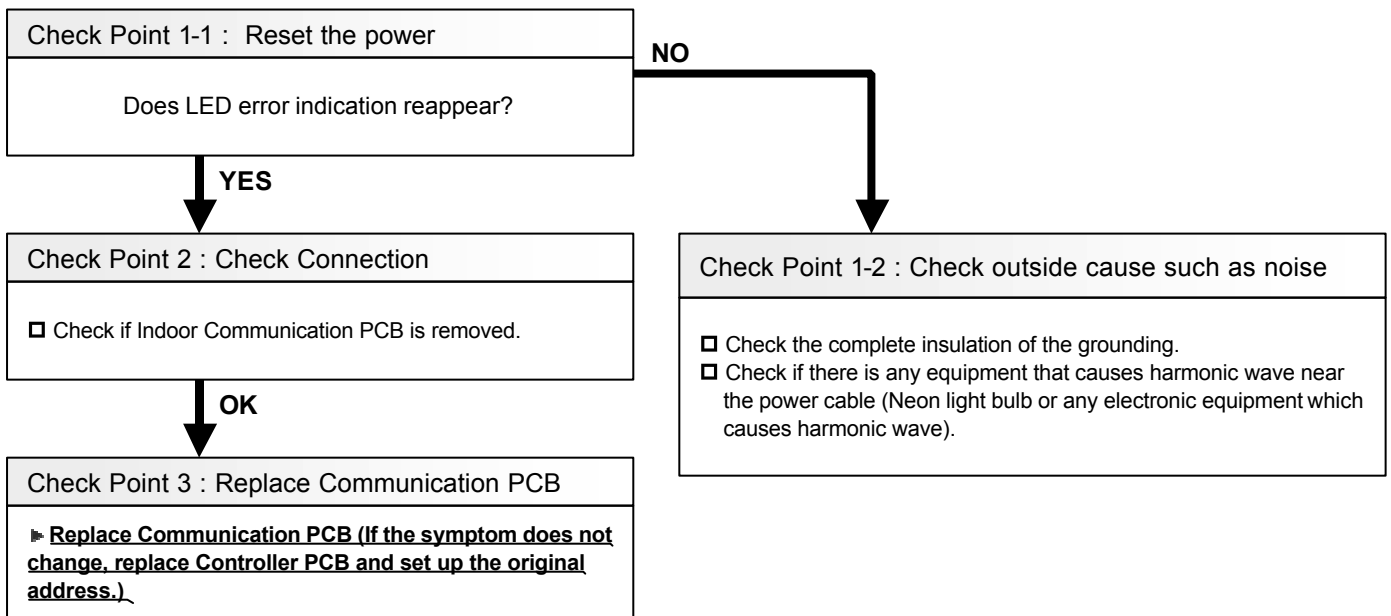 Check Point 1-1 :  Reset the power
Does LED error indication reappear?
NO
YES
Check Point 2 : Check Connection
Check if Indoor Communication PCB is removed.
OK
Check Point 3 : Replace Communication PCB
Replace Communication PCB (If the symptom does not
change, replace Controller PCB and set up the original
address.)
Check Point 1-2 : Check outside cause such as noise
Check the complete insulation of the grounding.
Check if there is any equipment that causes harmonic wave near
the power cable (Neon light bulb or any electronic equipment which
causes harmonic wave).